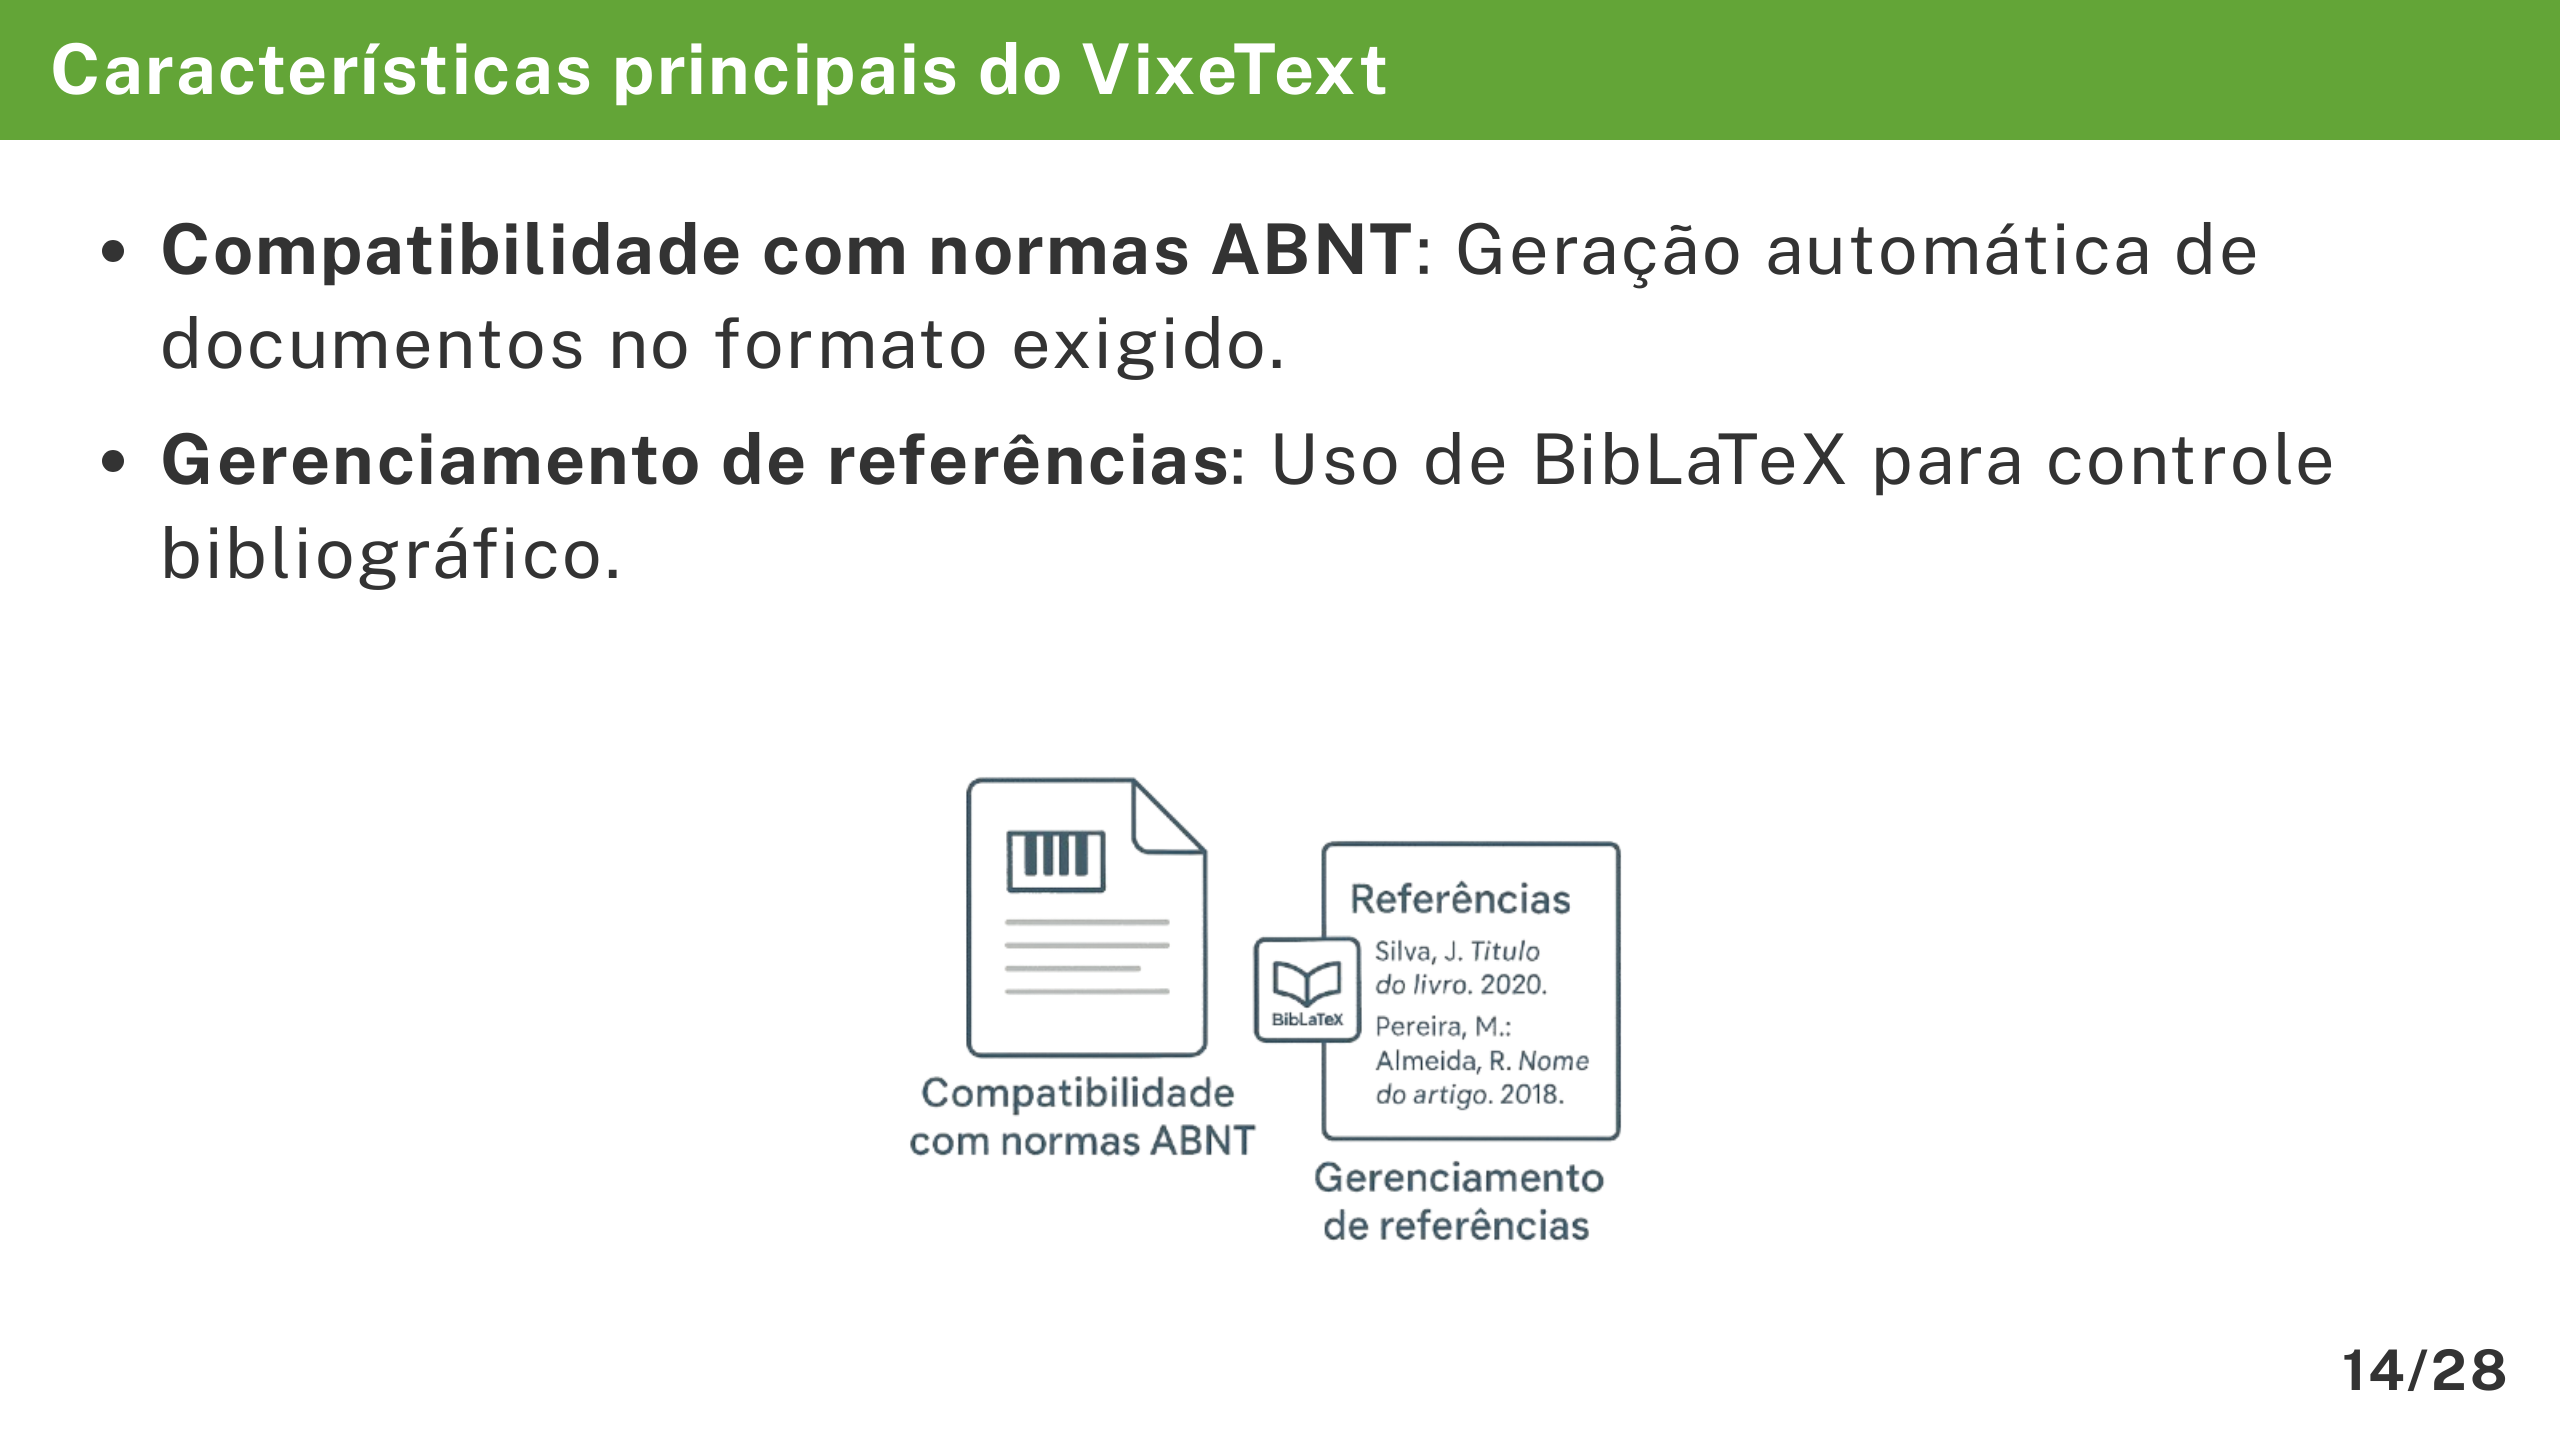 Características principais do VixeText
• Compatibilidade com normas ABNT: Geração automática de
documentos no formato exigido.
• Gerenciamento de referências: Uso de BibLaTeX para controle
bibliográfico.
Compatibilidade
com normas ABNT
Referências
Silva, J. Titulo
do livro. 2020.
Pereira, M.:
Almeida, R. Nome
do artigo. 2018.
BibLaTeX
Gerenciamento
de referências
14/28